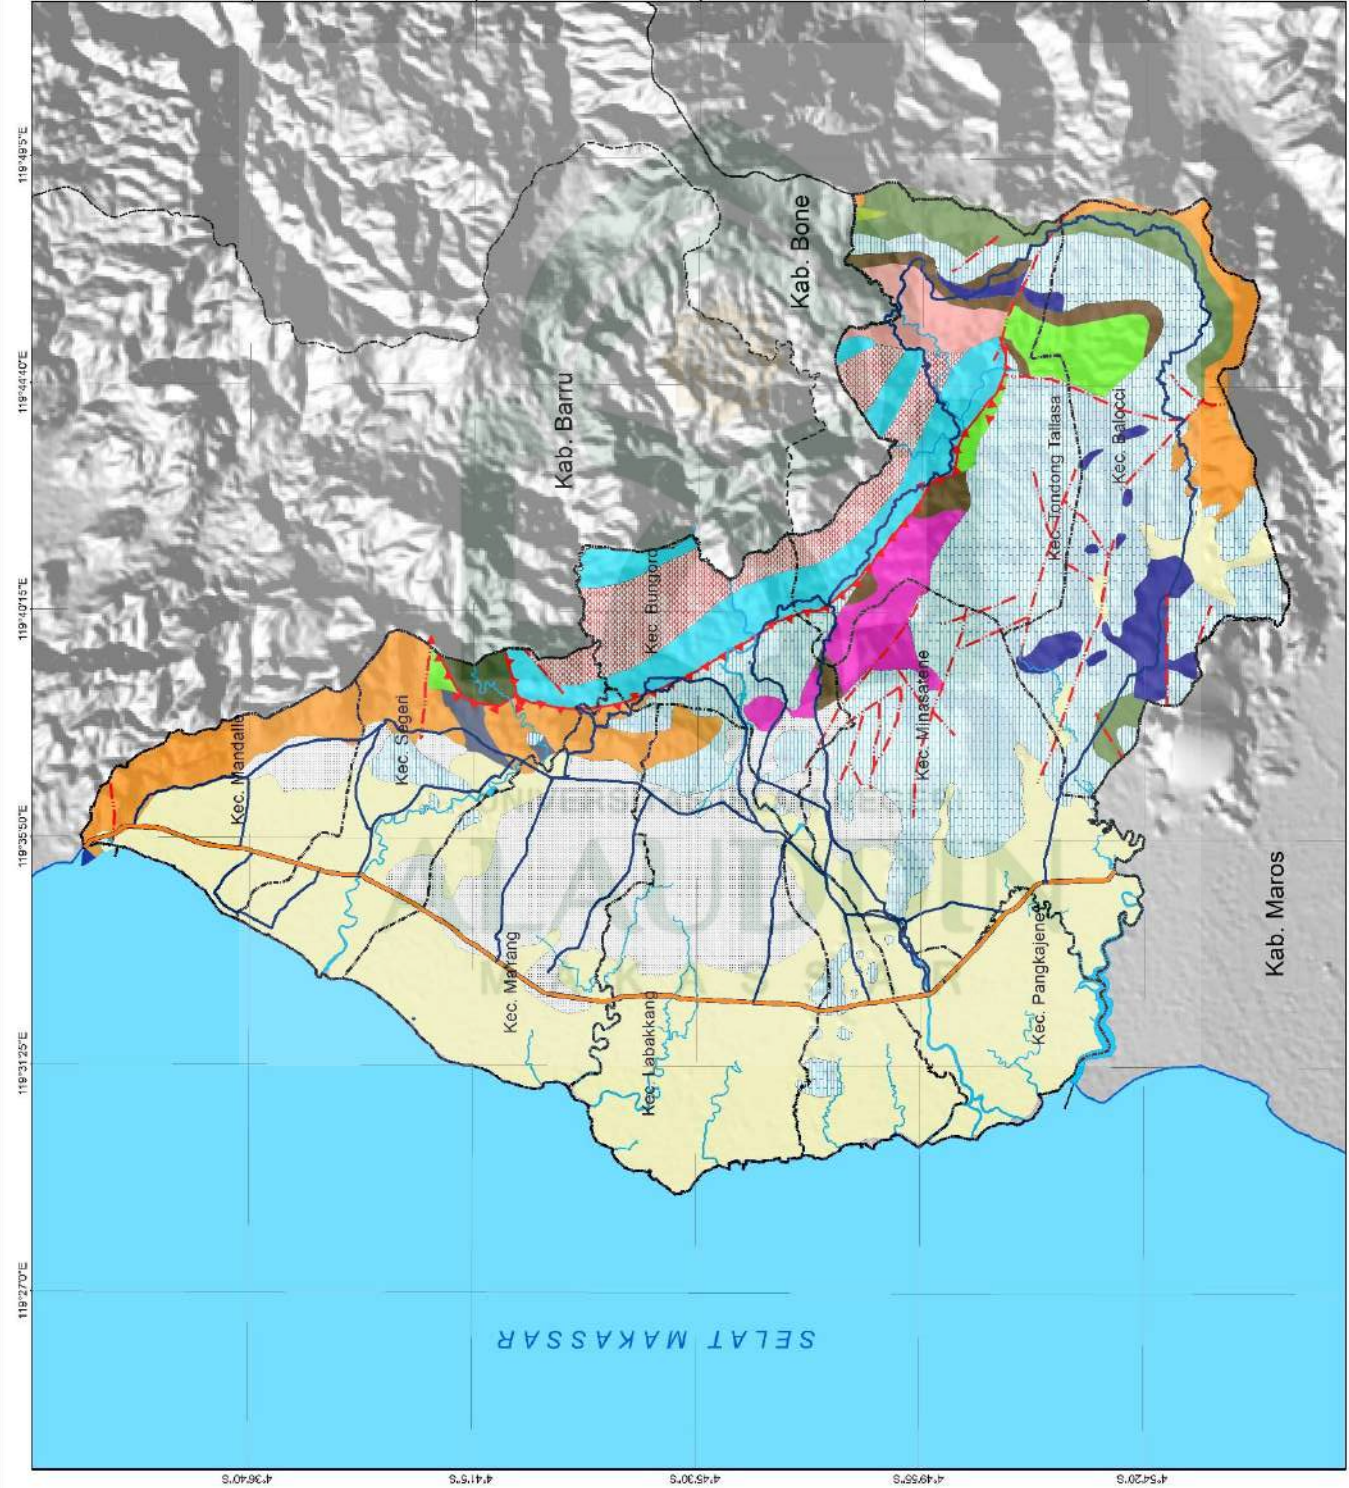 119°49'5"E
119°44'40"E
119°40'15"E
119°35'50"E
119°31'25"E
119°27'0"E
4°36'40"S
4°41'5"S
4°45'30"S
4°49'55"S
4°54'20"S
Kab. Bone
Kab. Barru
Kab. Maros
Kec. Mandalle
Kec. Segeri
Kec. Ma'rang
Kec. Labakkang
Kec. Bungoro
Kec. Minasatene
Kec. Pangkajene
Kec. Tondong Tallasa
Kec. Balocci
SELAT MAKASSAR
ALAUDDIN
MAKASSAR